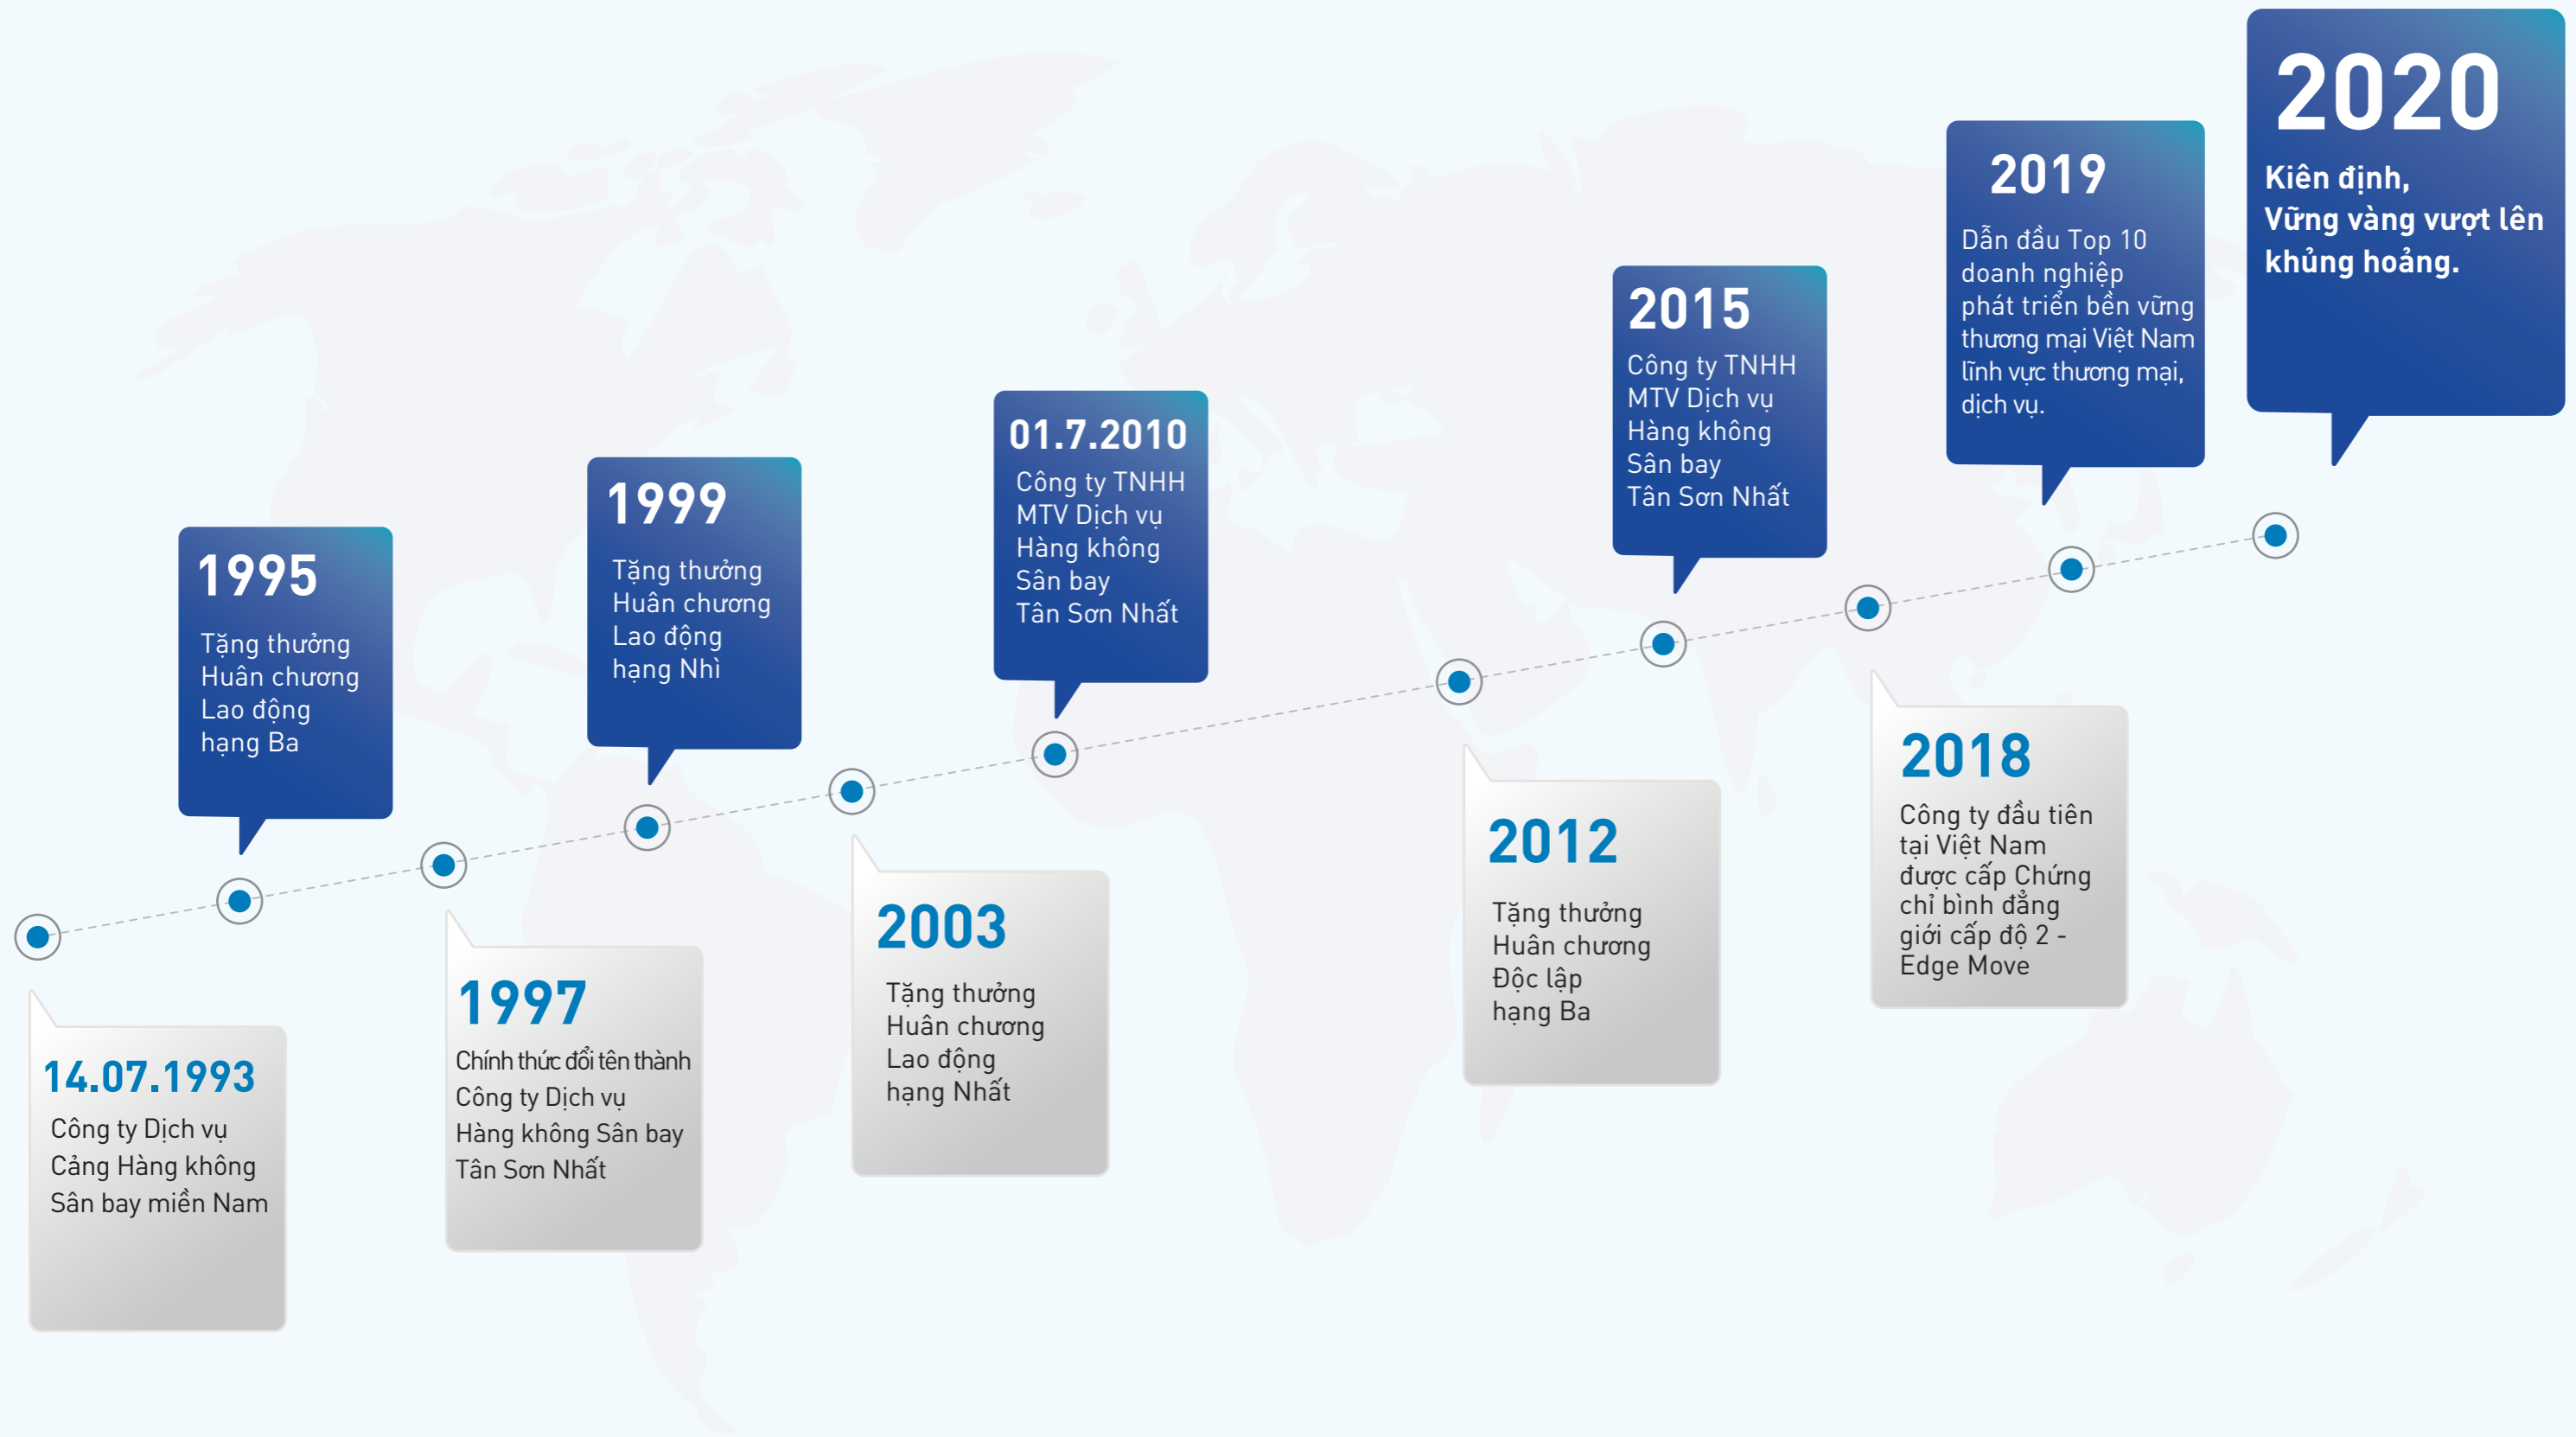 14.07.1993
Công ty Dịch vụ
Cảng Hàng không
Sân bay miền Nam
1995
Tặng thưởng
Huân chương
Lao động
hạng Ba
1997
Chính thức đổi tên thành
Công ty Dịch vụ
Hàng không Sân bay
Tân Sơn Nhất
1999
Tặng thưởng
Huân chương
Lao động
hạng Nhì
2003
Tặng thưởng
Huân chương
Lao động
hạng Nhất
01.7.2010
Công ty TNHH
MTV Dịch vụ
Hàng không
Sân bay
Tân Sơn Nhất
2012
Tặng thưởng
Huân chương
Độc lập
hạng Ba
2015
Công ty TNHH
MTV Dịch vụ
Hàng không
Sân bay
Tân Sơn Nhất
2018
Công ty đầu tiên
tại Việt Nam
được cấp Chứng
chỉ bình đẳng
giới cấp độ 2 -
Edge Move
2019
Dẫn đầu Top 10
doanh nghiệp
phát triển bền vững
thương mại Việt Nam
lĩnh vực thương mại,
dịch vụ.
2020
Kiên định,
Vững vàng vượt lên
khủng hoảng.